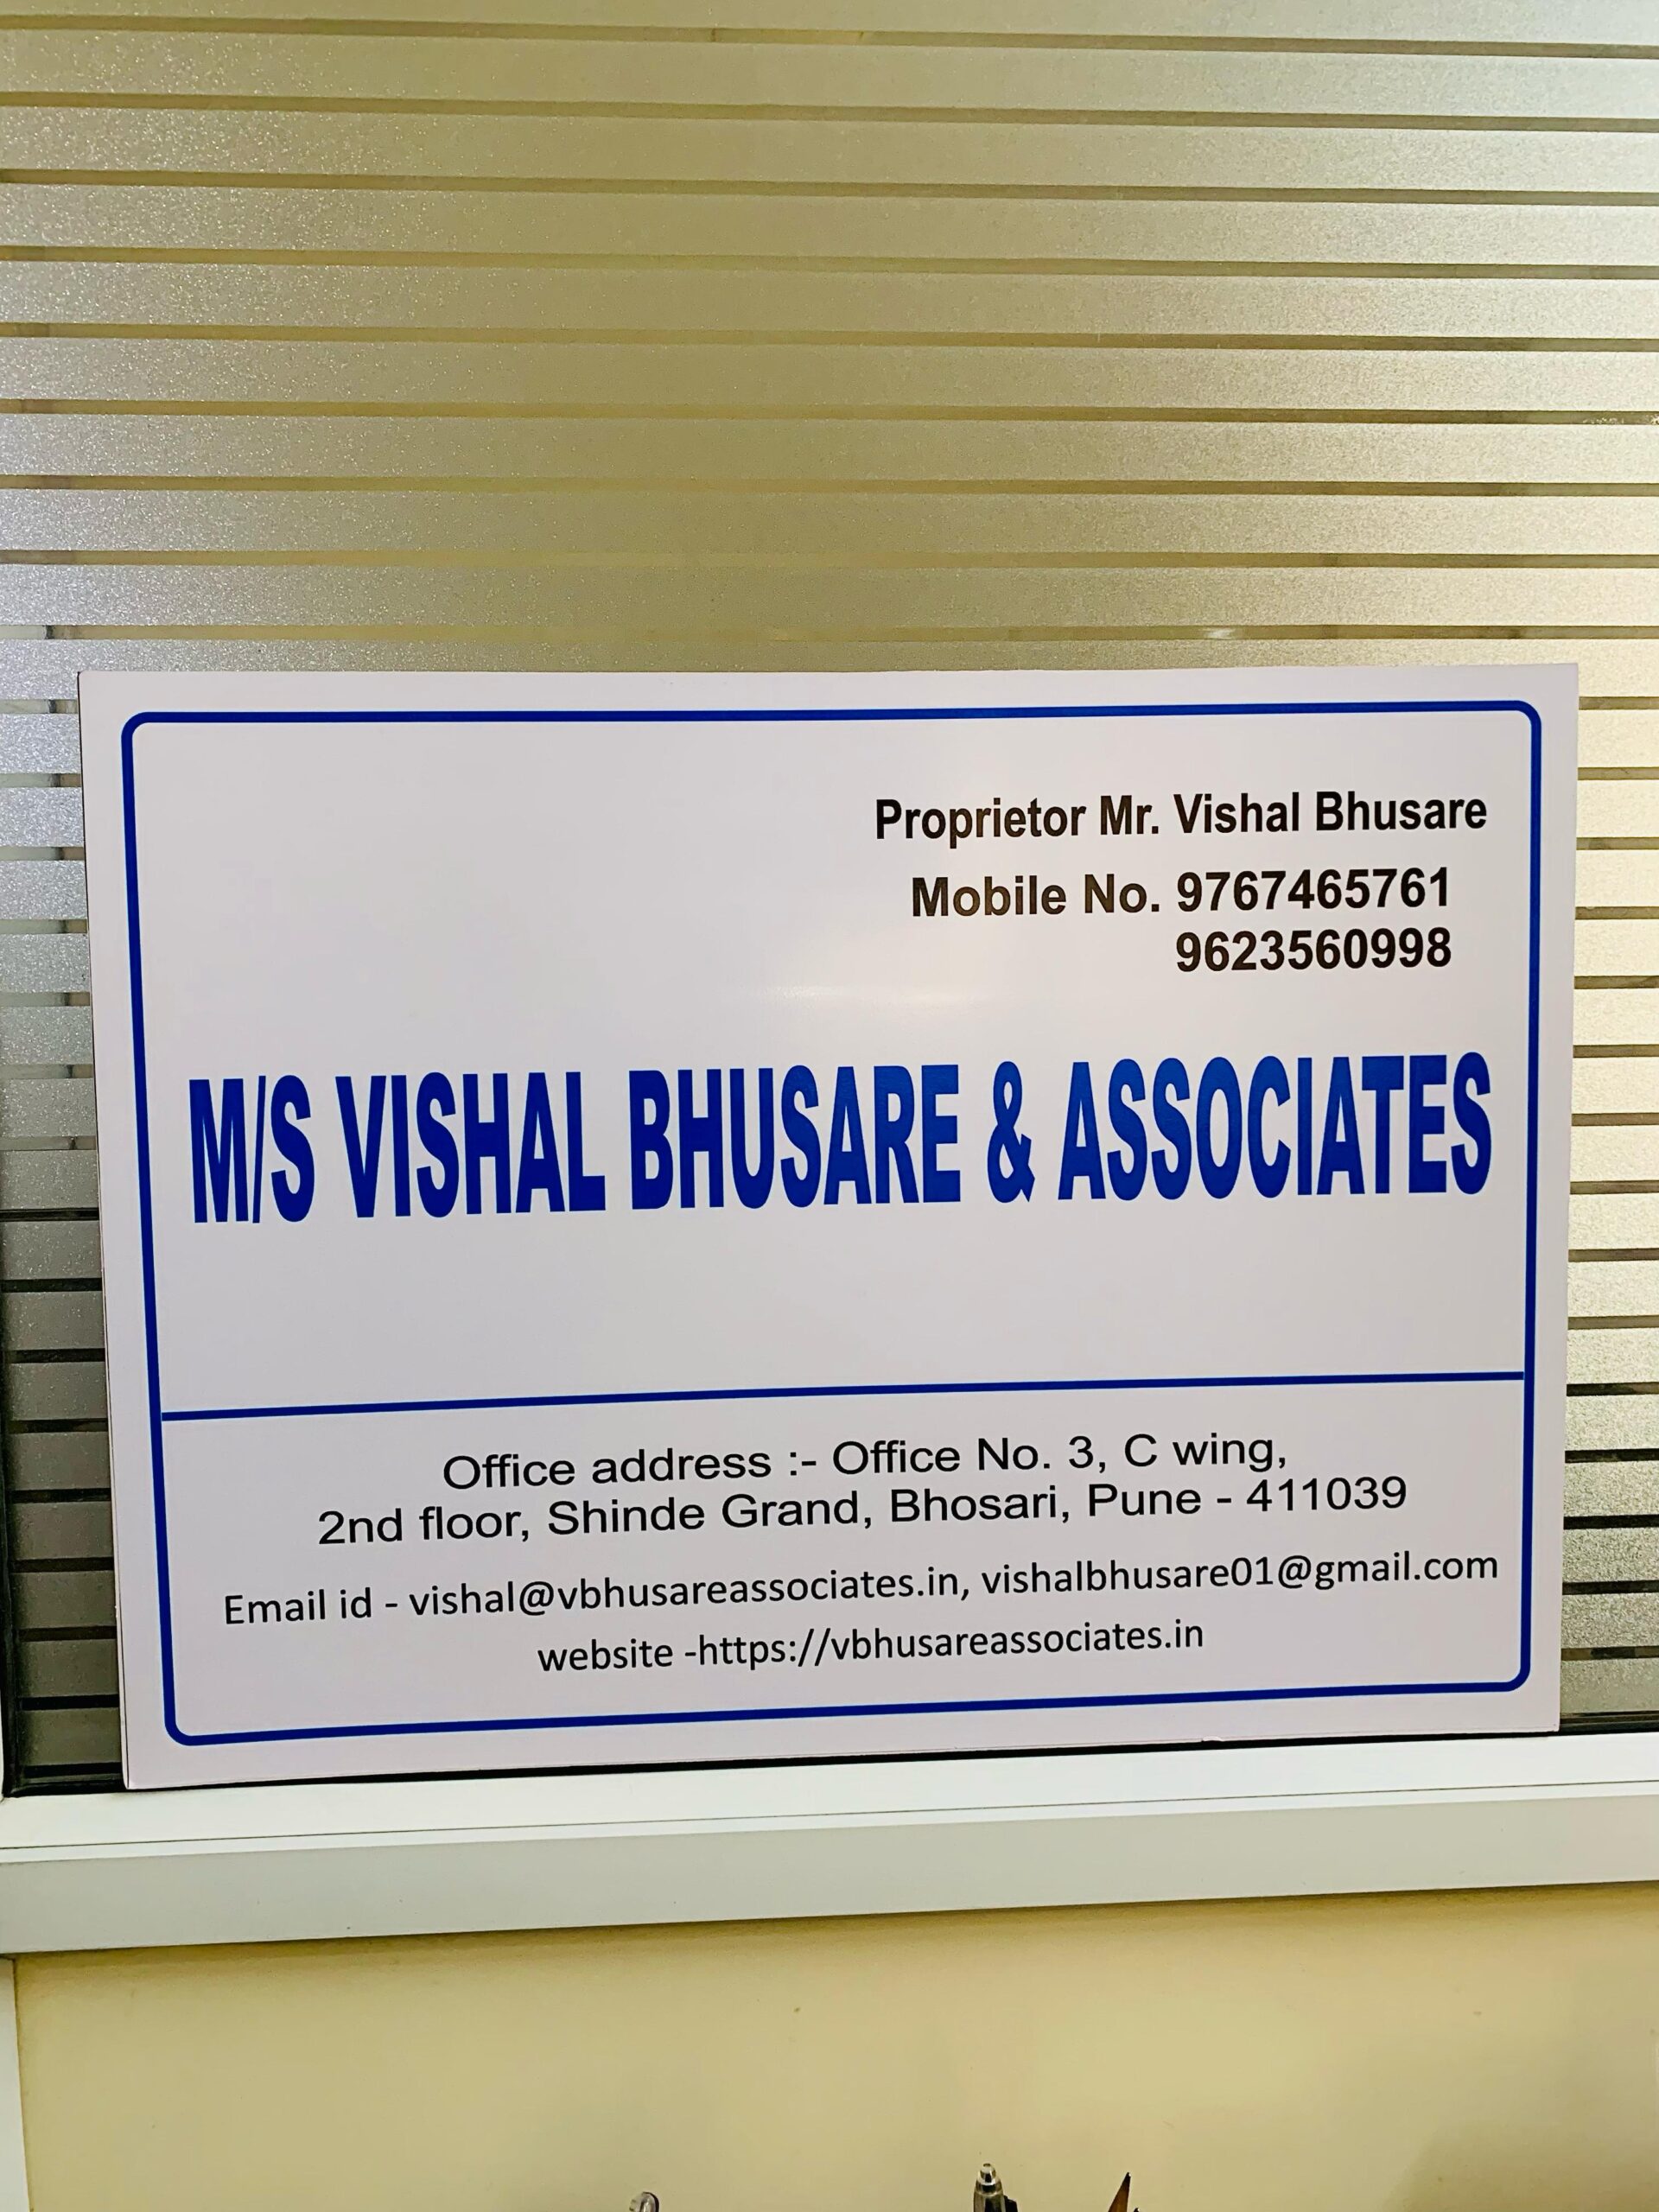 Proprietor Mr. Vishal Bhusare
Mobile No. 9767465761
9623560998
M/S VISHAL BHUSARE & ASSOCIATES
Office address :- Office No. 3, C wing,
2nd floor, Shinde Grand, Bhosari, Pune - 411039
Email id - vishal@vbhusareassociates.in, vishalbhusare01@gmail.com
website -https://vbhusareassociates.in